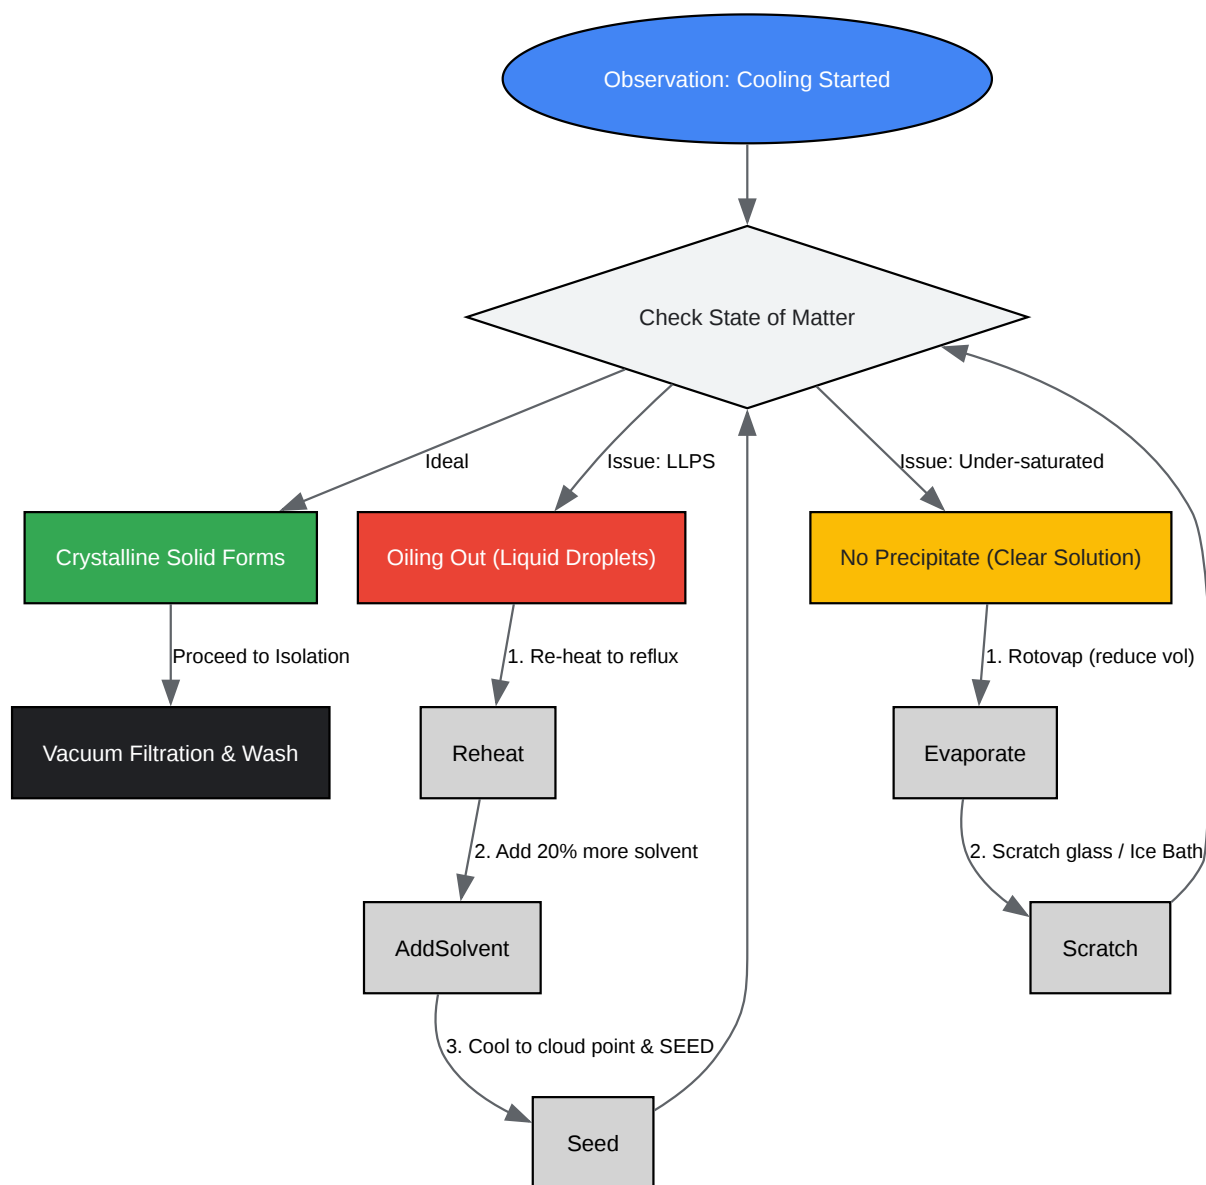 Observation: Cooling Started
Check State of Matter
Ideal
Issue: LLPS
Issue: Under-saturated
Crystalline Solid Forms
Oiling Out (Liquid Droplets)
No Precipitate (Clear Solution)
Proceed to Isolation
1. Re-heat to reflux
1. Rotovap (reduce vol)
Vacuum Filtration & Wash
Reheat
Evaporate
2. Add 20% more solvent
2. Scratch glass / Ice Bath
AddSolvent
Scratch
3. Cool to cloud point & SEED
Seed